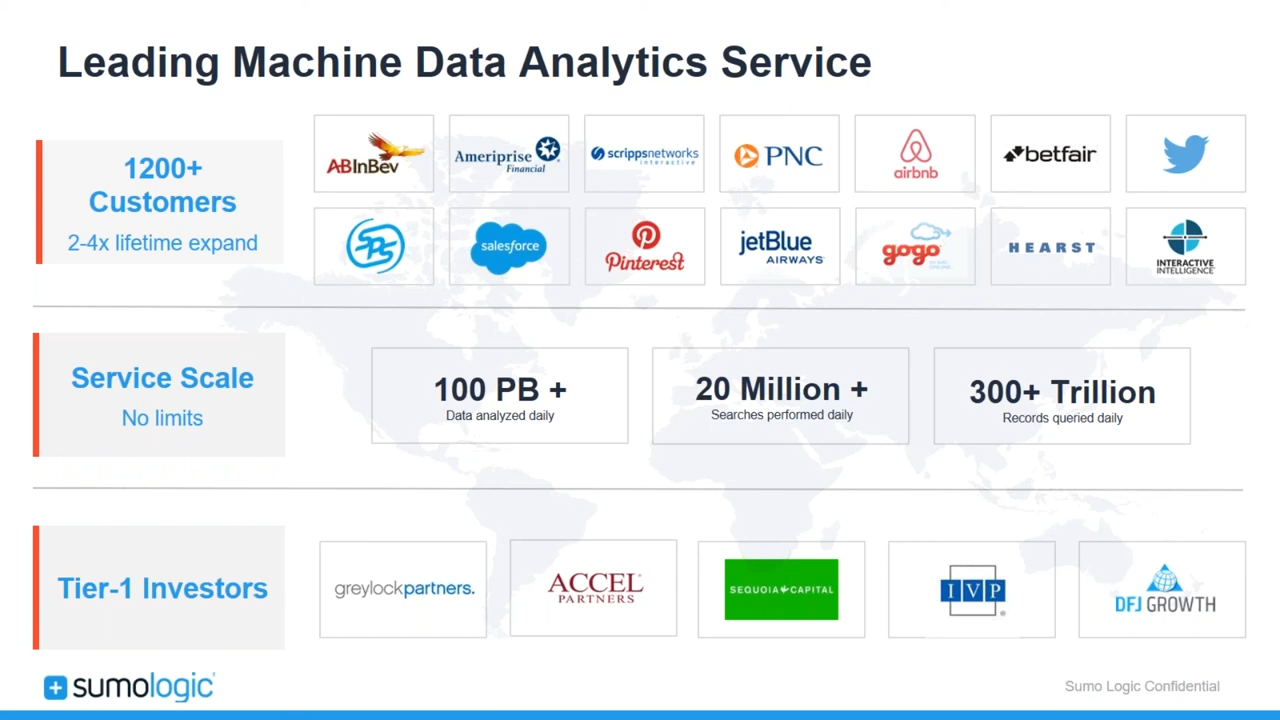 Leading Machine Data Analytics Service
1200+
Customers
2-4x lifetime expand
ABInBev
Ameriprise
Financial
scrippsnetworks
interactive
PNC
airbnb
betfair
SPS
salesforce
Pinterest
jetBlue
AIRWAYS
gogo
HEARST
INTERACTIVE
INTELLIGENCE
Service Scale
No limits
100 PB +
Data analyzed daily
20 Million +
Searches performed daily
300+ Trillion
Records queried daily
Tier-1 Investors
greylockpartners.
ACCEL
PARTNERS
SEQUOIA CAPITAL
IVP
DFJ GROWTH
sumologic
Sumo Logic Confidential